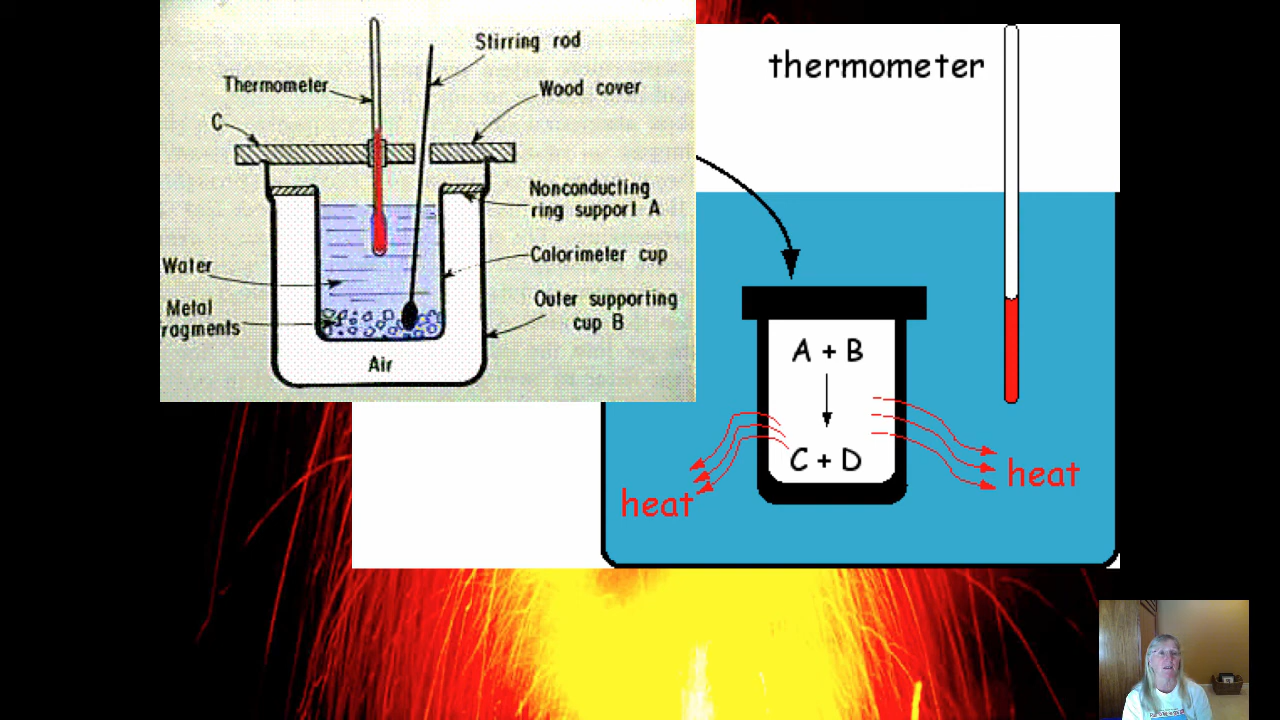 Stirring rod
Thermometer
Wood cover
C
Nonconducting
ring support A
Calorimeter cup
Water
Outer supporting
cup B
Metal
ragments
Air
thermometer
A + B
C + D
heat
heat